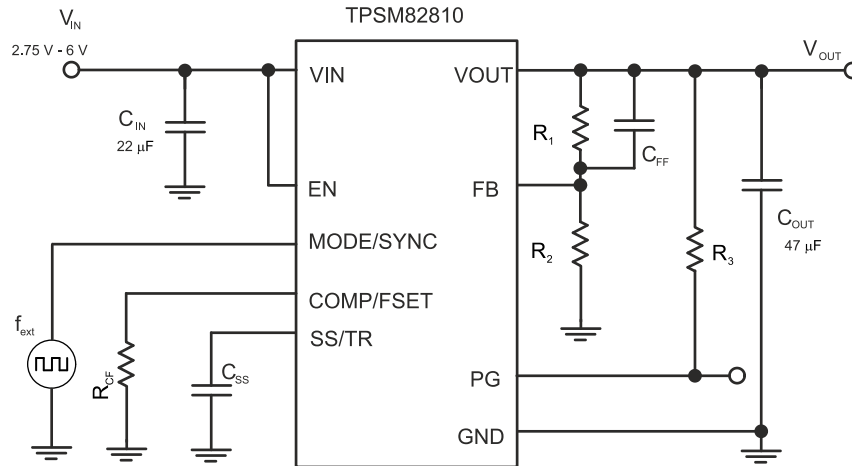 TPSM82810
V_IN
2.75 V - 6 V
VIN
VOUT
V_OUT
C_IN
22 µF
R_1
C_FF
EN
FB
MODE/SYNC
R_2
C_OUT
47 µF
R_3
COMP/FSET
f_ext
SS/TR
R_CF
C_SS
PG
GND